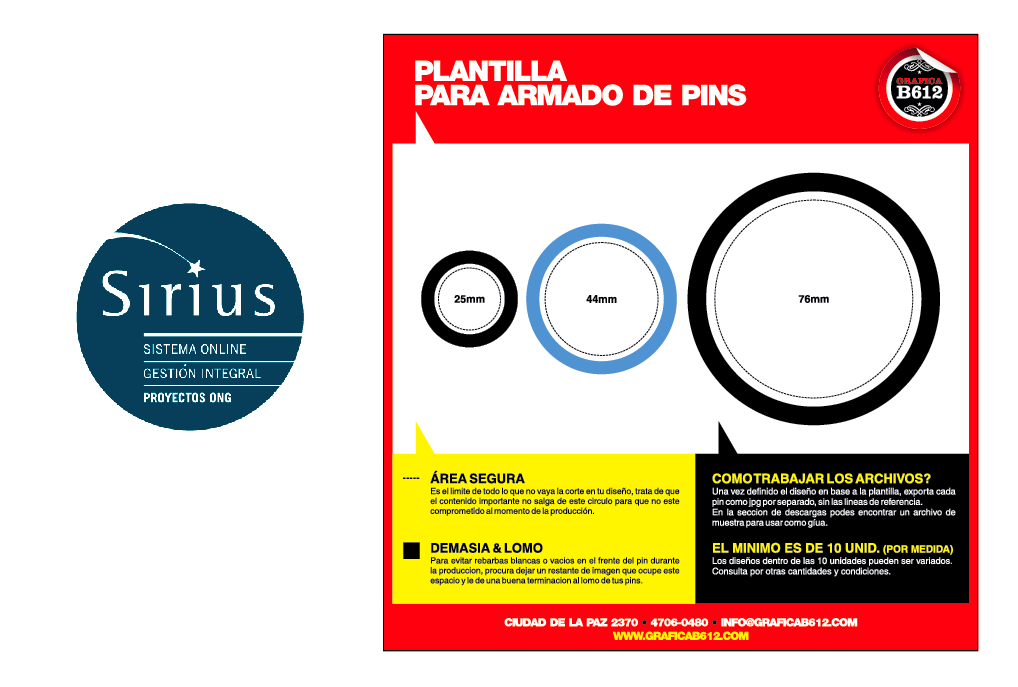 Sirius
SISTEMA ONLINE
GESTIÓN INTEGRAL
PROYECTOS ONG
PLANTILLA
PARA ARMADO DE PINS
GRAFICA
B612
25mm
44mm
76mm
ÁREA SEGURA
Es el limite de todo lo que no vaya la corte en tu diseño, trata de que
el contenido importante no salga de este circulo para que no este
comprometido al momento de la producción.
DEMASIA & LOMO
Para evitar rebarbas blancas o vacios en el frente del pin durante
la produccion, procura dejar un restante de imagen que ocupe este
espacio y le de una buena terminacion al lomo de tus pins.
COMO TRABAJAR LOS ARCHIVOS?
Una vez definido el diseño en base a la plantilla, exporta cada
pin como jpg por separado, sin las lineas de referencia.
En la seccion de descargas podes encontrar un archivo de
muestra para usar como gíua.
EL MINIMO ES DE 10 UNID. (POR MEDIDA)
Los diseños dentro de las 10 unidades pueden ser variados.
Consulta por otras cantidades y condiciones.
CIUDAD DE LA PAZ 2370 • 4706-0480 • INFO@GRAFICAB612.COM
WWW.GRAFICAB612.COM